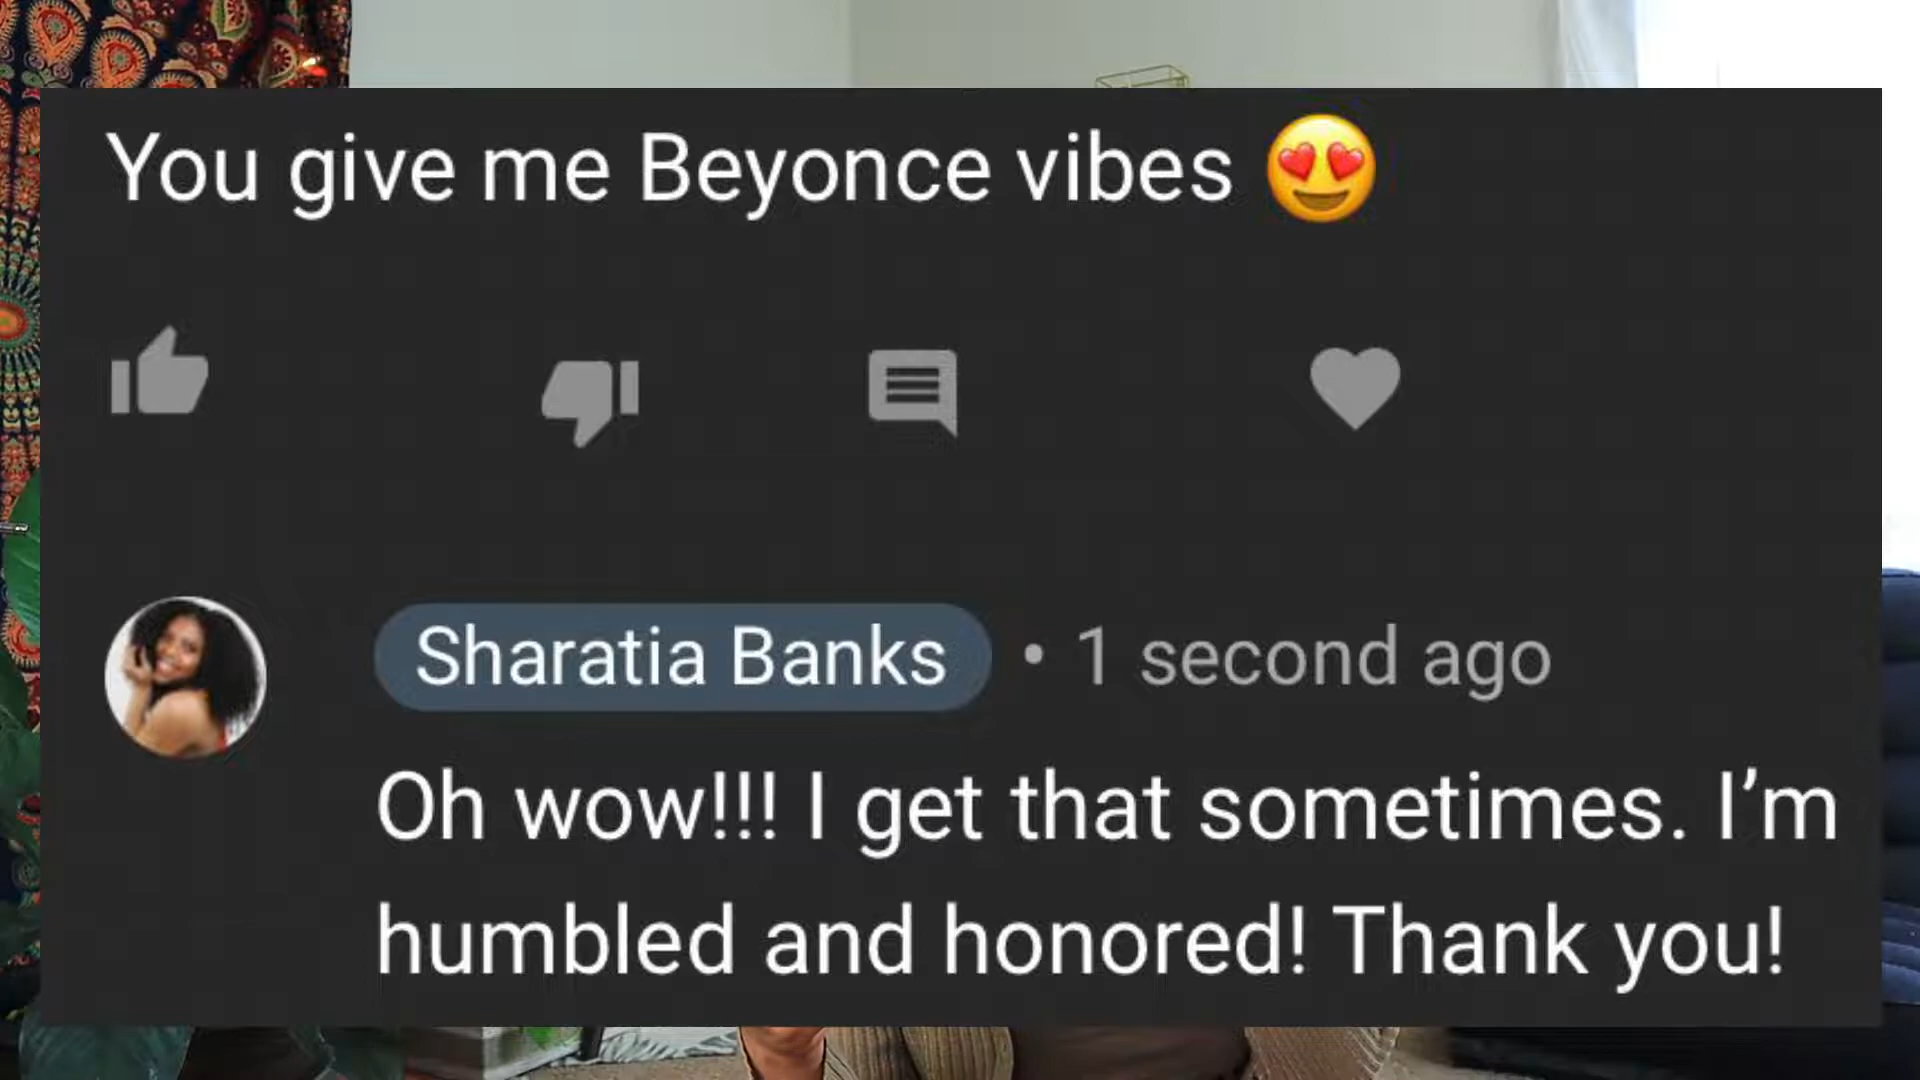 You give me Beyonce vibes 😍
Sharatia Banks • 1 second ago
Oh wow!!! I get that sometimes. I’m
humbled and honored! Thank you!